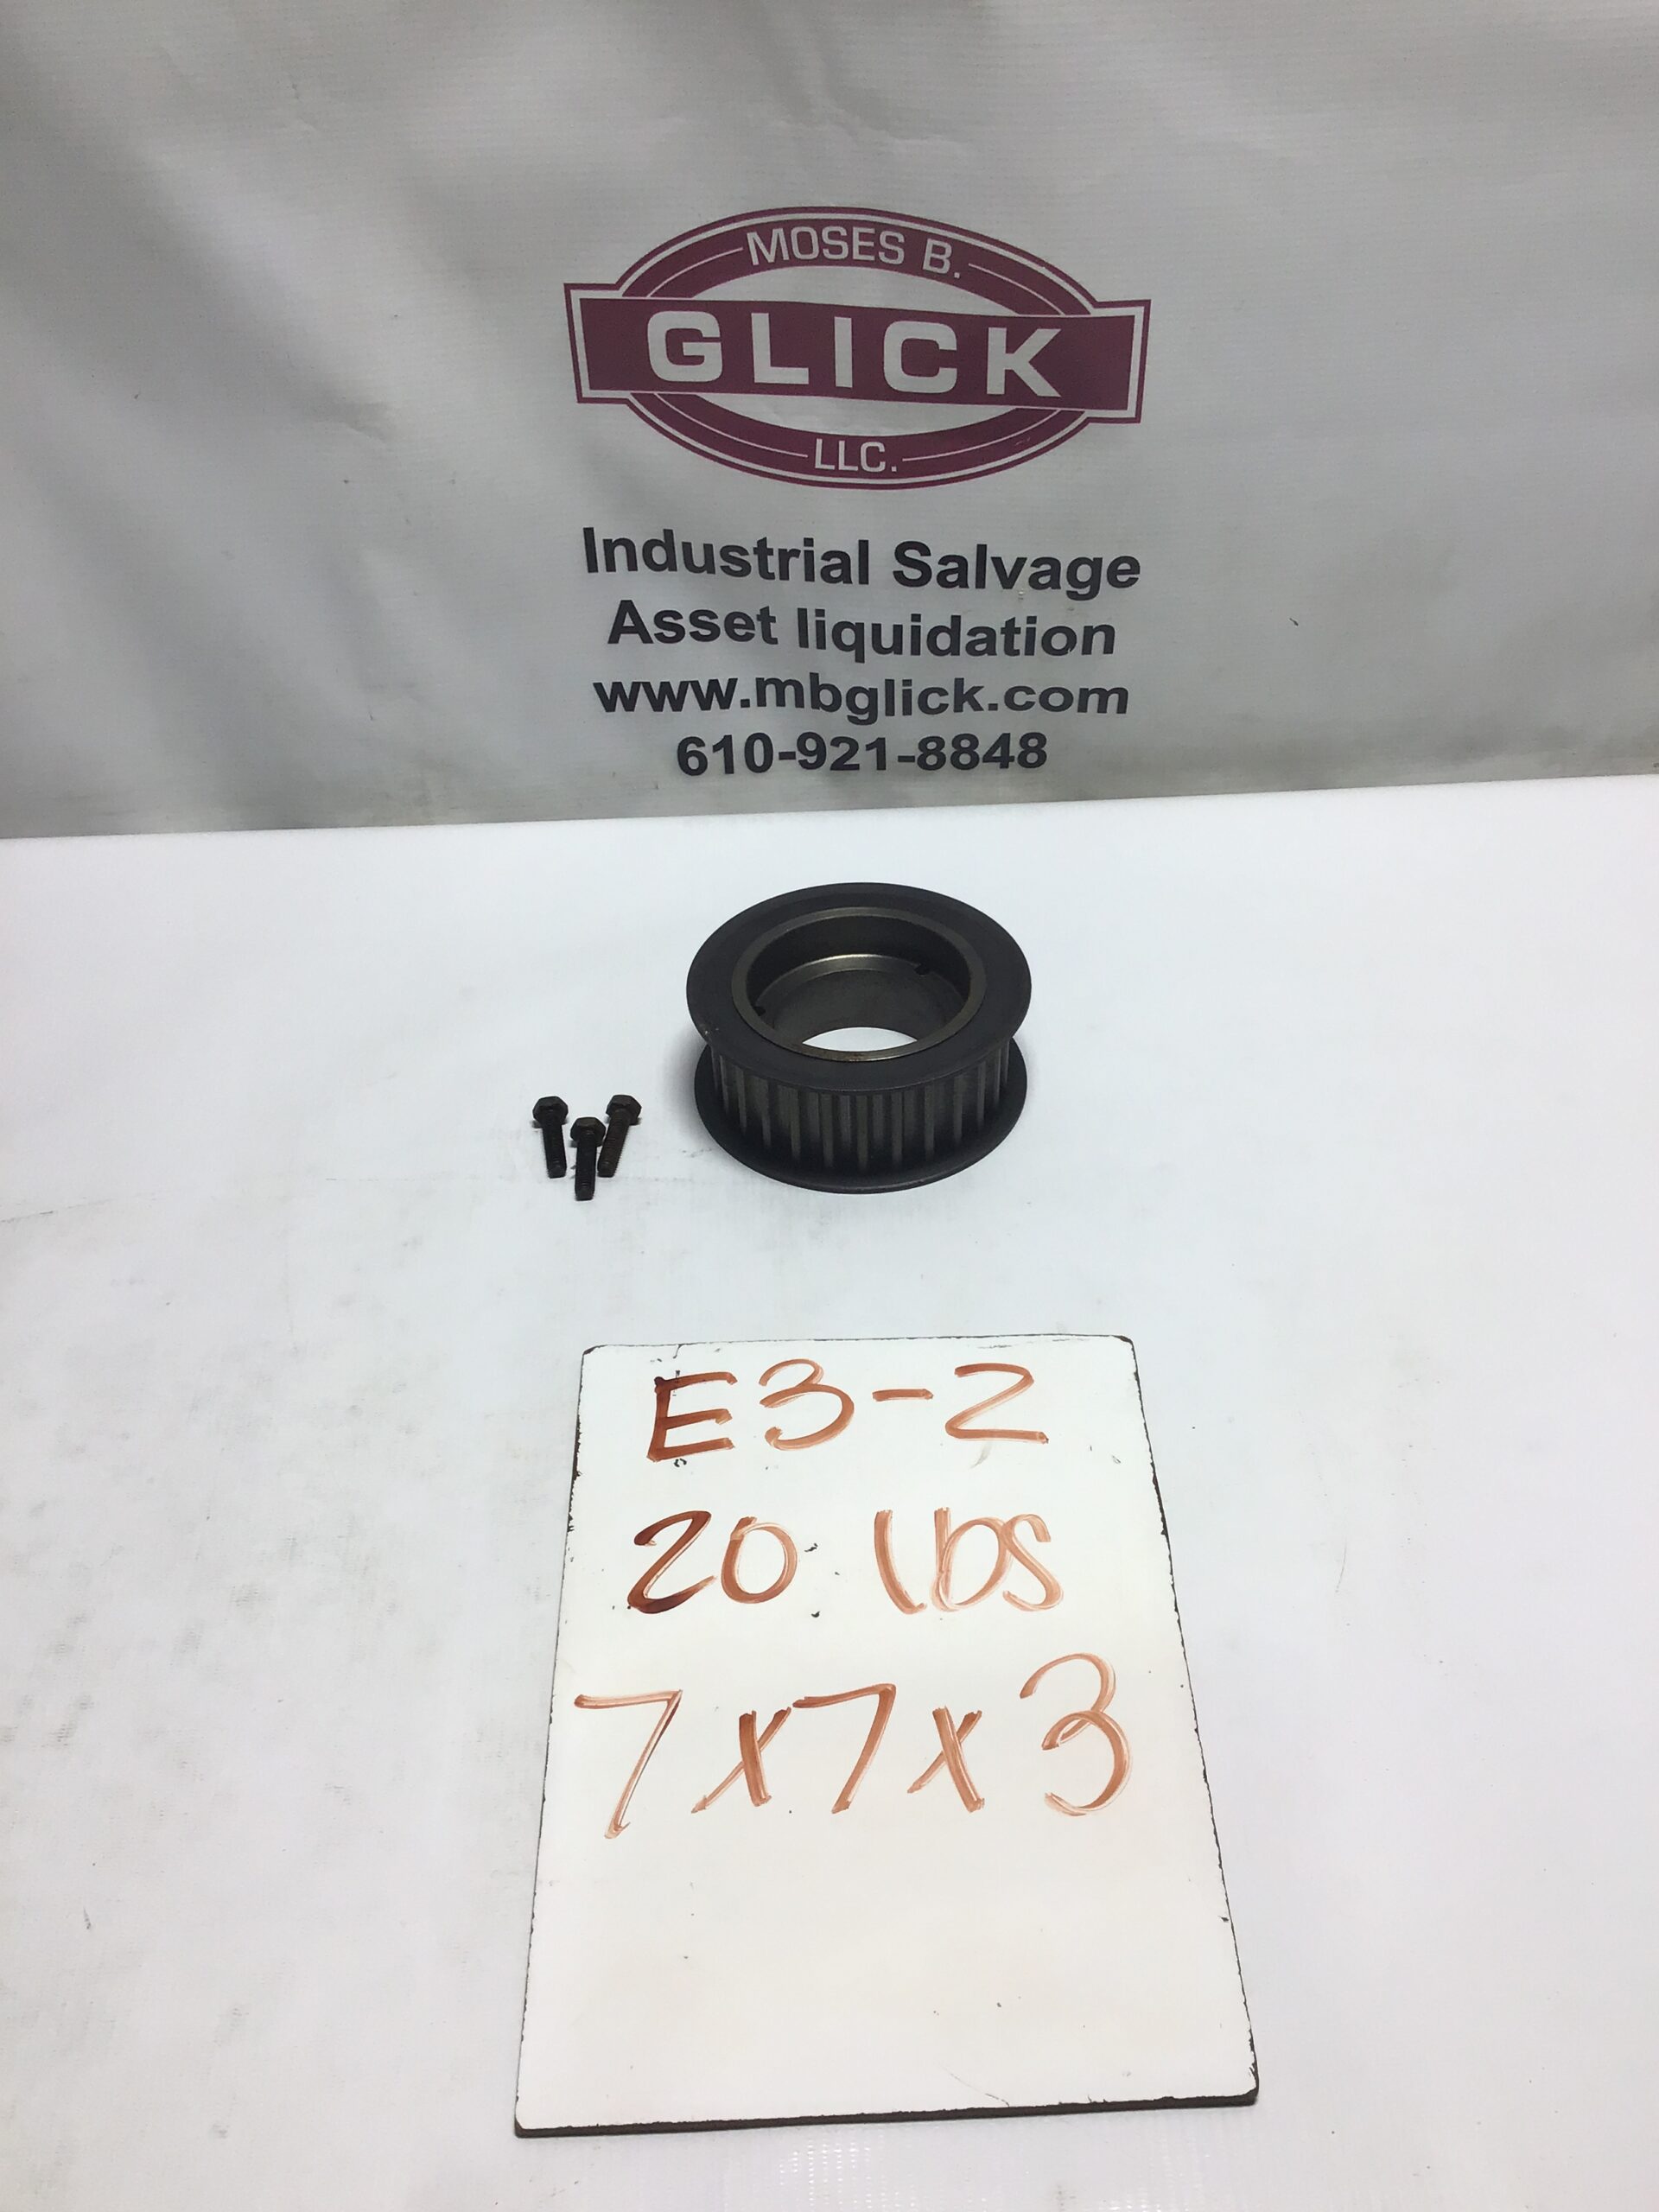 MOSES B.
GLICK
LLC.
Industrial Salvage
Asset liquidation
www.mbglick.com
610-921-8848
E3-2
20 lbs
7x7x3